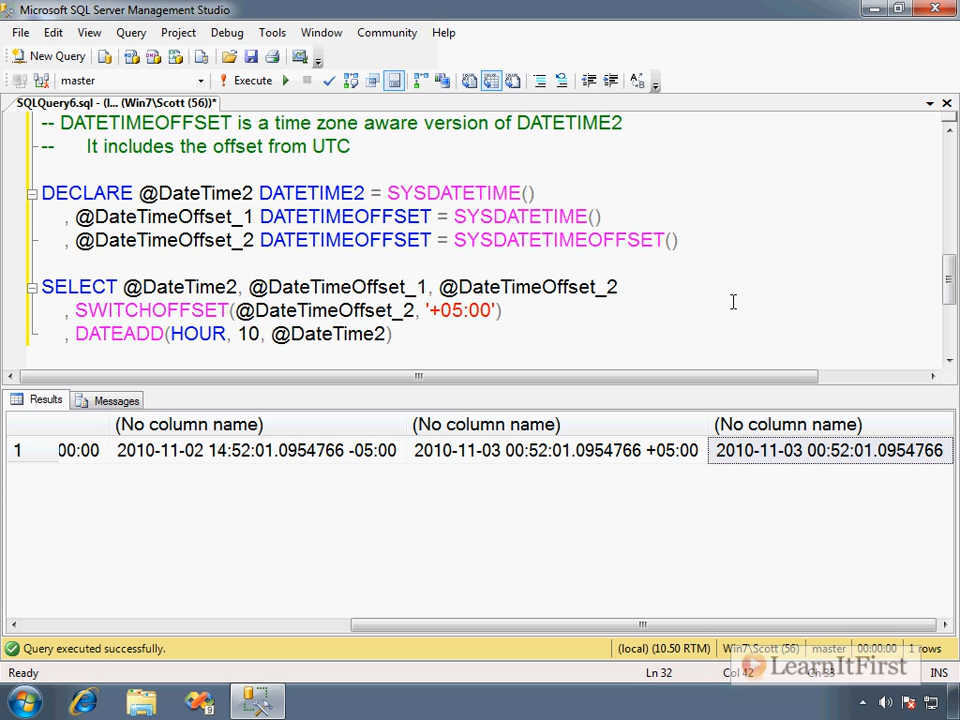 Microsoft SQL Server Management Studio
File Edit View Query Project Debug Tools Window Community Help
New Query
master Execute
SQLQuery6.sql - (l... (Win7\Scott (56))*
-- DATETIMEOFFSET is a time zone aware version of DATETIME2
-- It includes the offset from UTC
DECLARE @DateTime2 DATETIME2 = SYSDATETIME()
, @DateTimeOffset_1 DATETIMEOFFSET = SYSDATETIME()
, @DateTimeOffset_2 DATETIMEOFFSET = SYSDATETIMEOFFSET()
SELECT @DateTime2, @DateTimeOffset_1, @DateTimeOffset_2
, SWITCHOFFSET(@DateTimeOffset_2, '+05:00')
, DATEADD(HOUR, 10, @DateTime2)
Results Messages
(No column name) (No column name) (No column name)
1 00:00 2010-11-02 14:52:01.0954766 -05:00 2010-11-03 00:52:01.0954766 +05:00 2010-11-03 00:52:01.0954766
Query executed successfully. (local) (10.50 RTM) Win7\Scott (56) master 00:00:00 1 rows
Ready Ln 32 Col 42 Ch 33 INS
LearnItFirst